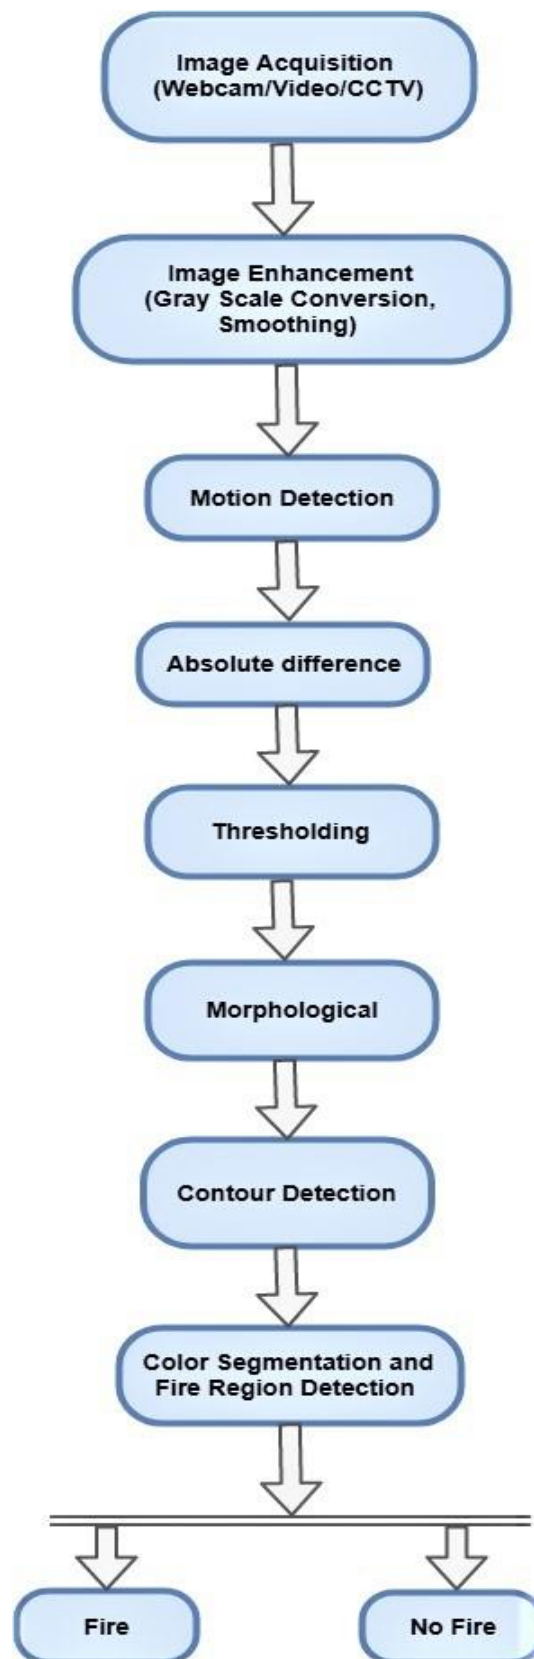 Image Acquisition
(Webcam/Video/CCTV)
Image Enhancement
(Gray Scale Conversion,
Smoothing)
Motion Detection
Absolute difference
Thresholding
Morphological
Contour Detection
Color Segmentation and
Fire Region Detection
Fire
No Fire